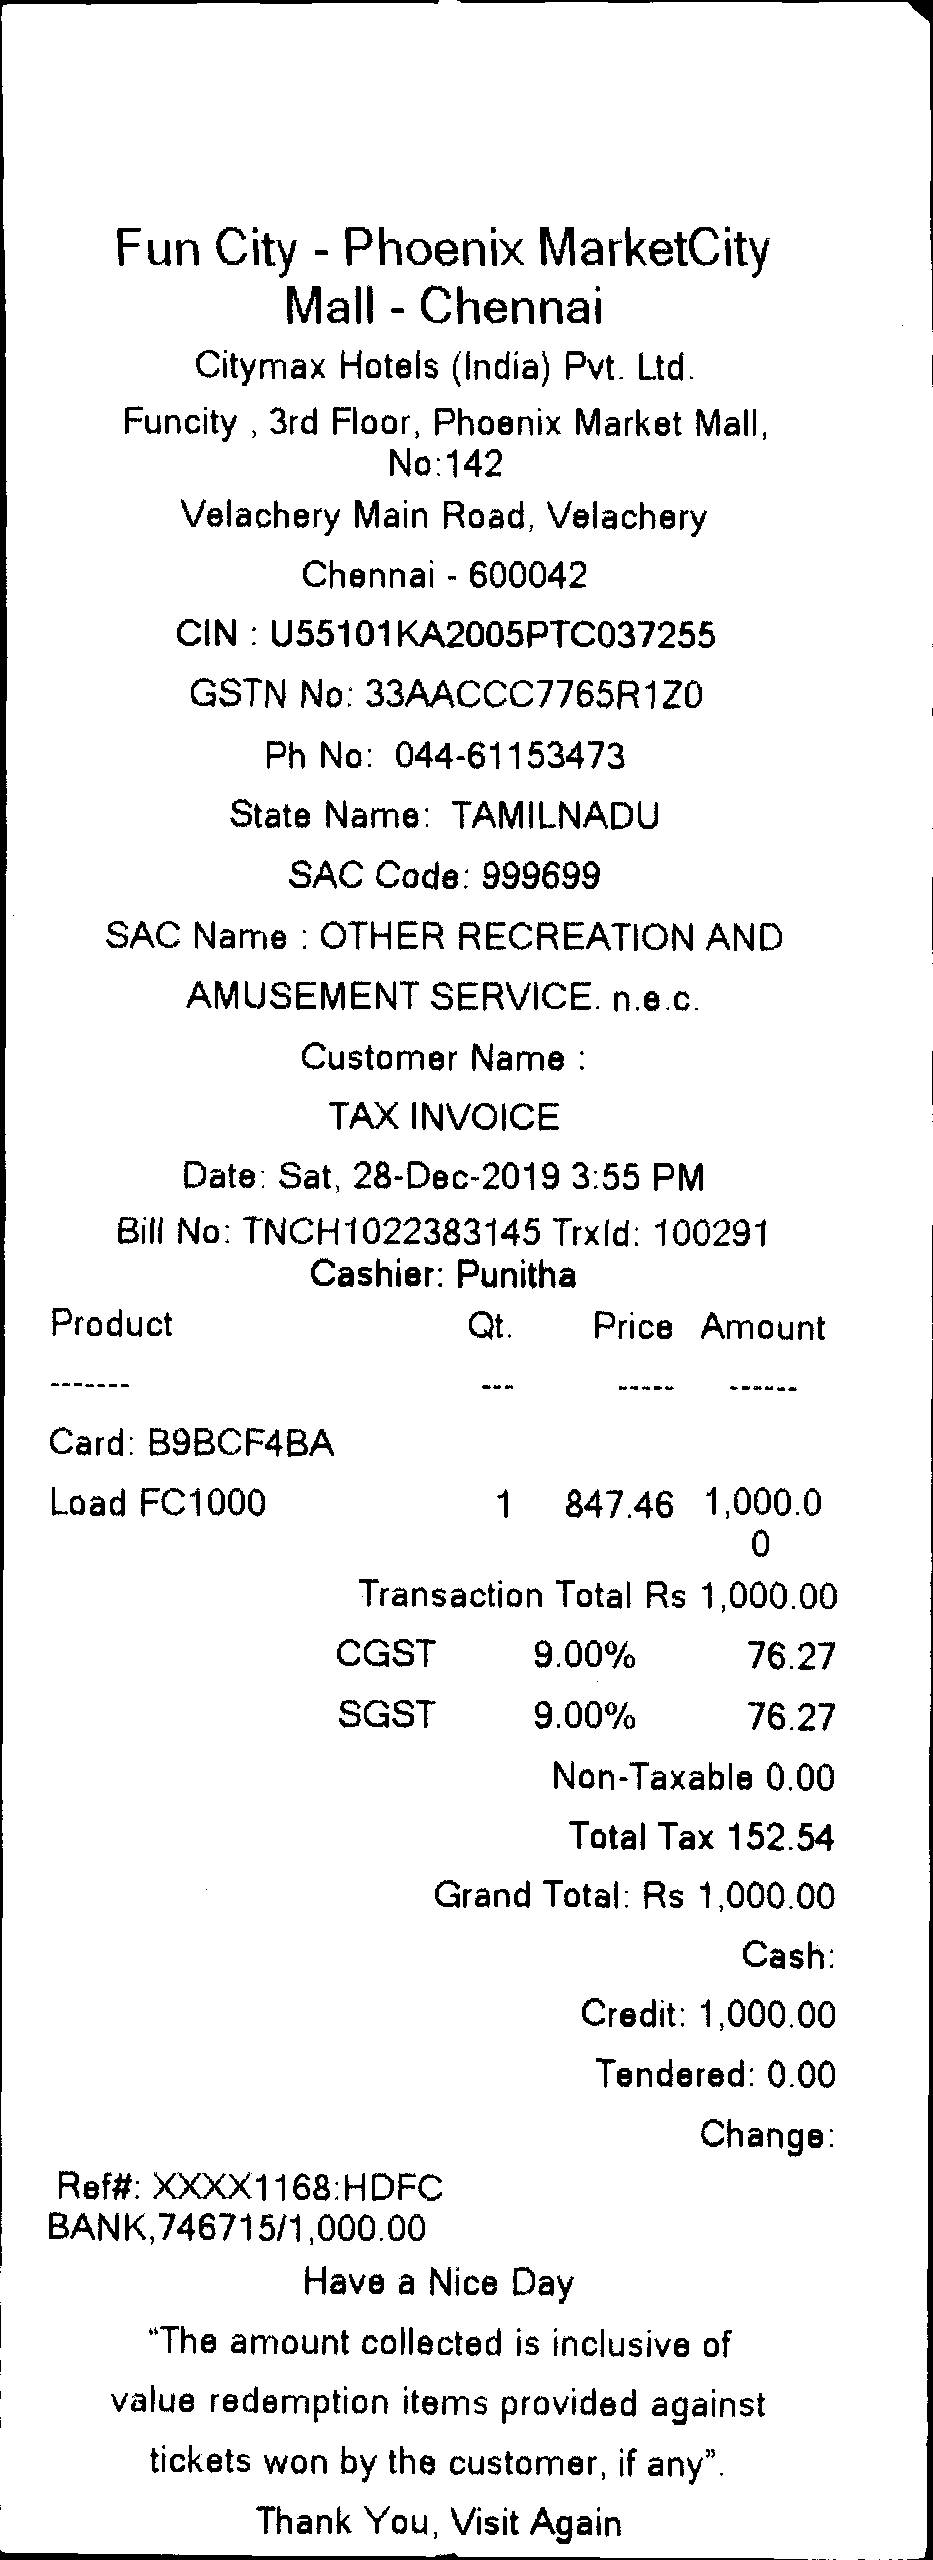 Fun City - Phoenix MarketCity
Mall - Chennai
Citymax Hotels (India) Pvt. Ltd.
Funcity , 3rd Floor, Phoenix Market Mall,
No:142
Velachery Main Road, Velachery
Chennai - 600042
CIN : U55101KA2005PTC037255
GSTN No: 33AACCC7765R1Z0
Ph No: 044-61153473
State Name: TAMILNADU
SAC Code: 999699
SAC Name : OTHER RECREATION AND
AMUSEMENT SERVICE. n.e.c.
Customer Name :
TAX INVOICE
Date: Sat, 28-Dec-2019 3:55 PM
Bill No: TNCH1022383145 TrxId: 100291
Cashier: Punitha
Product Qt. Price Amount
------- --- ----- ------
Card: B9BCF4BA
Load FC1000 1 847.46 1,000.0
0
Transaction Total Rs 1,000.00
CGST 9.00% 76.27
SGST 9.00% 76.27
Non-Taxable 0.00
Total Tax 152.54
Grand Total: Rs 1,000.00
Cash:
Credit: 1,000.00
Tendered: 0.00
Change:
Ref#: XXXX1168:HDFC
BANK,746715/1,000.00
Have a Nice Day
"The amount collected is inclusive of
value redemption items provided against
tickets won by the customer, if any".
Thank You, Visit Again